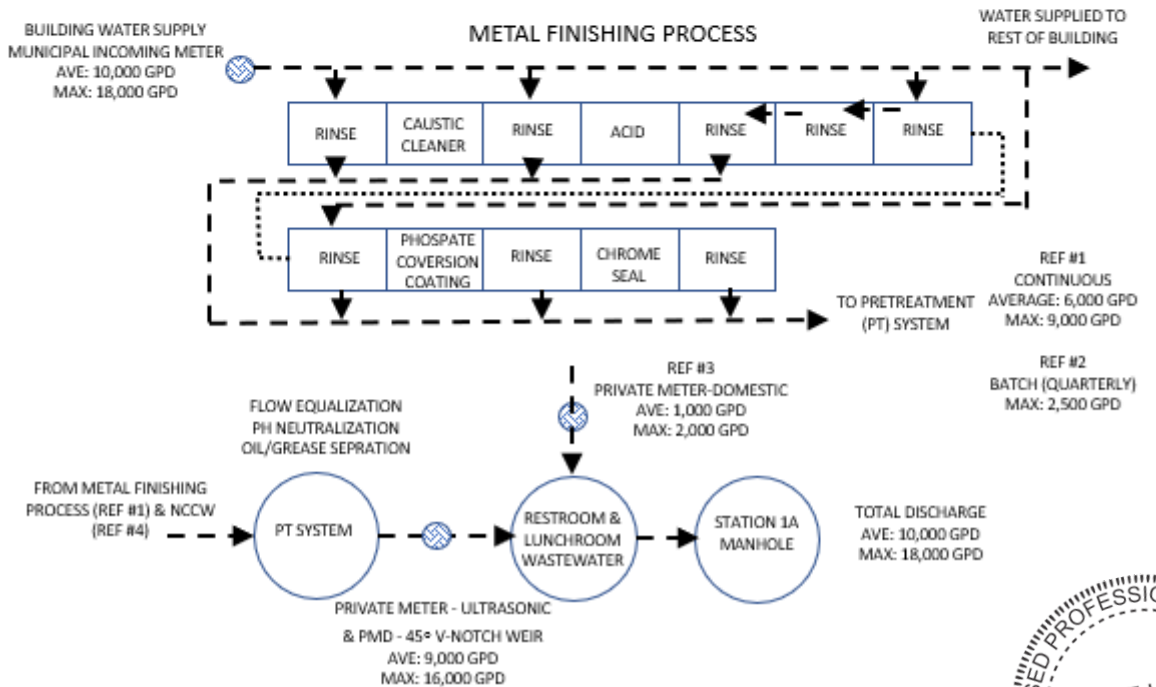 METAL FINISHING PROCESS
BUILDING WATER SUPPLY
MUNICIPAL INCOMING METER
AVE: 10,000 GPD
MAX: 18,000 GPD
WATER SUPPLIED TO
REST OF BUILDING
RINSE
CAUSTIC
CLEANER
RINSE
ACID
RINSE
RINSE
RINSE
RINSE
PHOSPATE
COVERSION
COATING
RINSE
CHROME
SEAL
RINSE
TO PRETREATMENT
(PT) SYSTEM
REF #1
CONTINUOUS
AVERAGE: 6,000 GPD
MAX: 9,000 GPD
REF #2
BATCH (QUARTERLY)
MAX: 2,500 GPD
REF #3
PRIVATE METER-DOMESTIC
AVE: 1,000 GPD
MAX: 2,000 GPD
FLOW EQUALIZATION
PH NEUTRALIZATION
OIL/GREASE SEPRATION
FROM METAL FINISHING
PROCESS (REF #1) & NCCW
(REF #4)
PT SYSTEM
RESTROOM &
LUNCHROOM
WASTEWATER
STATION 1A
MANHOLE
TOTAL DISCHARGE
AVE: 10,000 GPD
MAX: 18,000 GPD
PRIVATE METER - ULTRASONIC
& PMD - 45° V-NOTCH WEIR
AVE: 9,000 GPD
MAX: 16,000 GPD